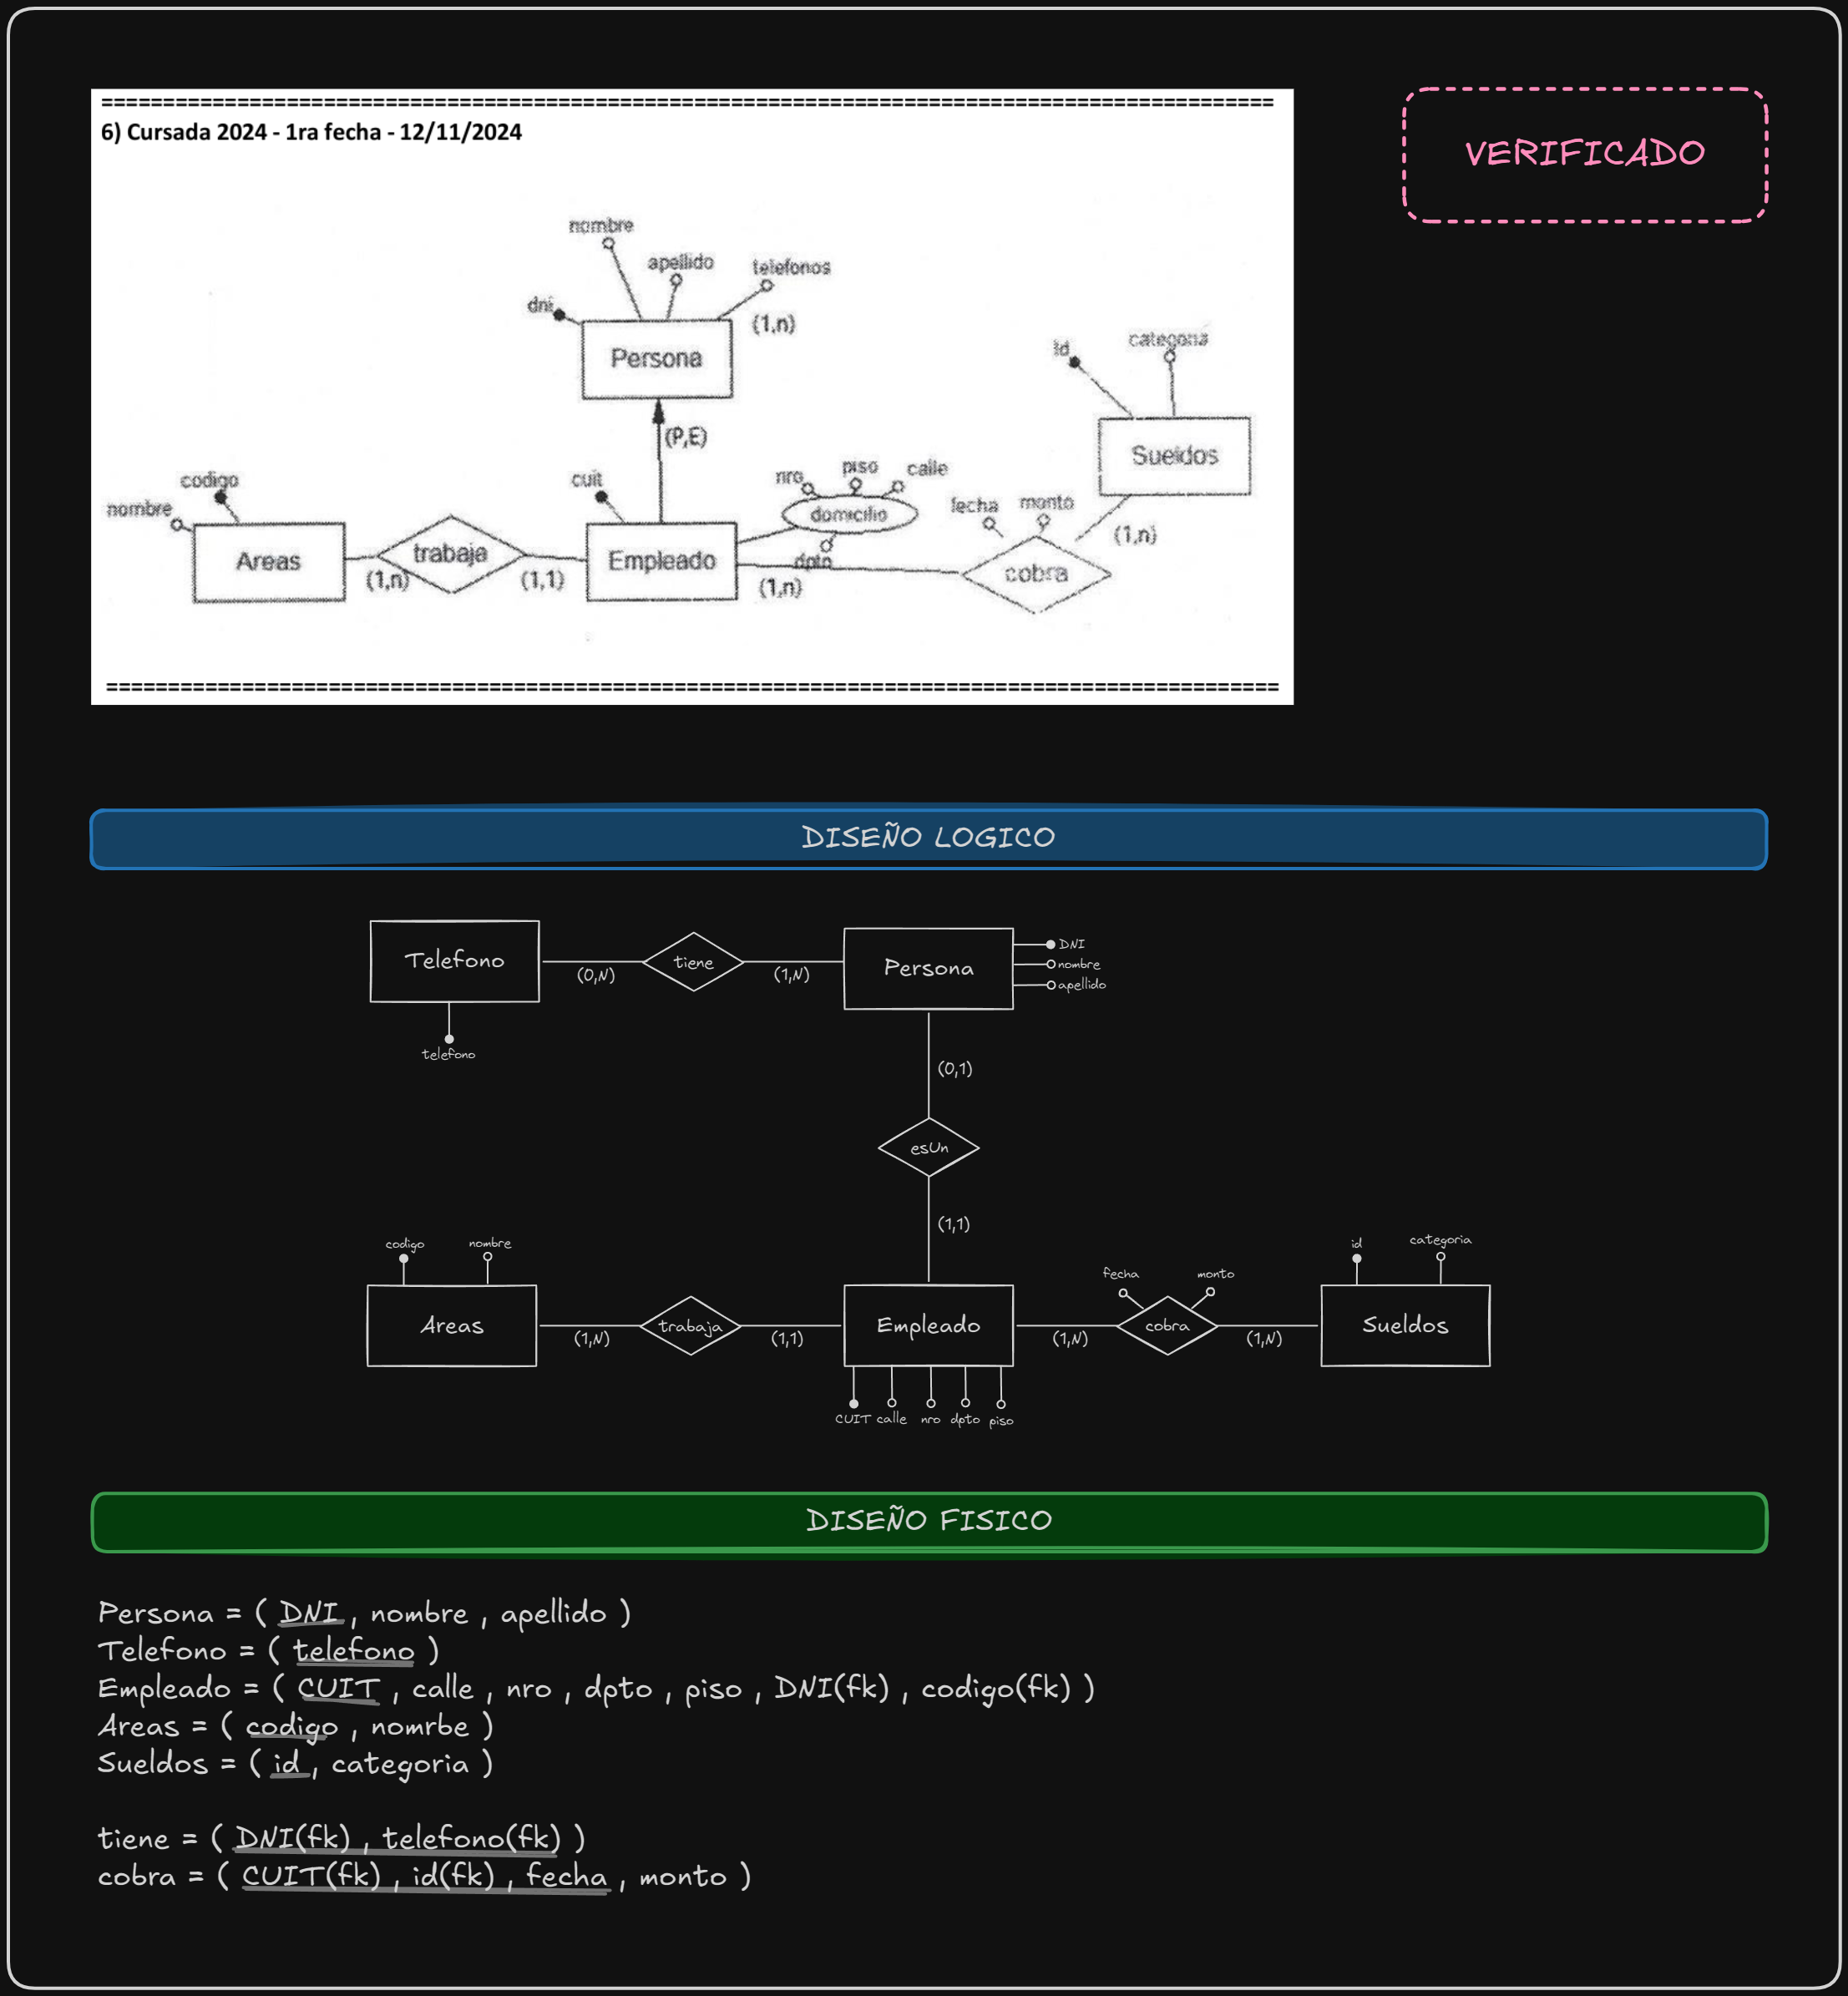 ================================================================================================
6) Cursada 2024 - 1ra fecha - 12/11/2024
VERIFICADO
nombre
apellido
telefonos
dni
(1,n)
Persona
(P,E)
Id
categoria
Sueldos
(1,n)
codigo
nombre
Areas
(1,n)
trabaja
(1,1)
cuit
Empleado
(1,n)
nro
piso
calle
domicilio
dpto
fecha
monto
cobra
================================================================================================
DISEÑO LOGICO
Telefono
(0,N)
tiene
(1,N)
Persona
DNI
nombre
apellido
telefono
(0,1)
esUn
(1,1)
codigo
nombre
Areas
(1,N)
trabaja
(1,1)
Empleado
CUIT calle nro dpto piso
(1,N)
fecha
monto
cobra
(1,N)
id
categoria
Sueldos
DISEÑO FISICO
Persona = ( DNI , nombre , apellido )
Telefono = ( telefono )
Empleado = ( CUIT , calle , nro , dpto , piso , DNI(fk) , codigo(fk) )
Areas = ( codigo , nomrbe )
Sueldos = ( id , categoria )
tiene = ( DNI(fk) , telefono(fk) )
cobra = ( CUIT(fk) , id(fk) , fecha , monto )